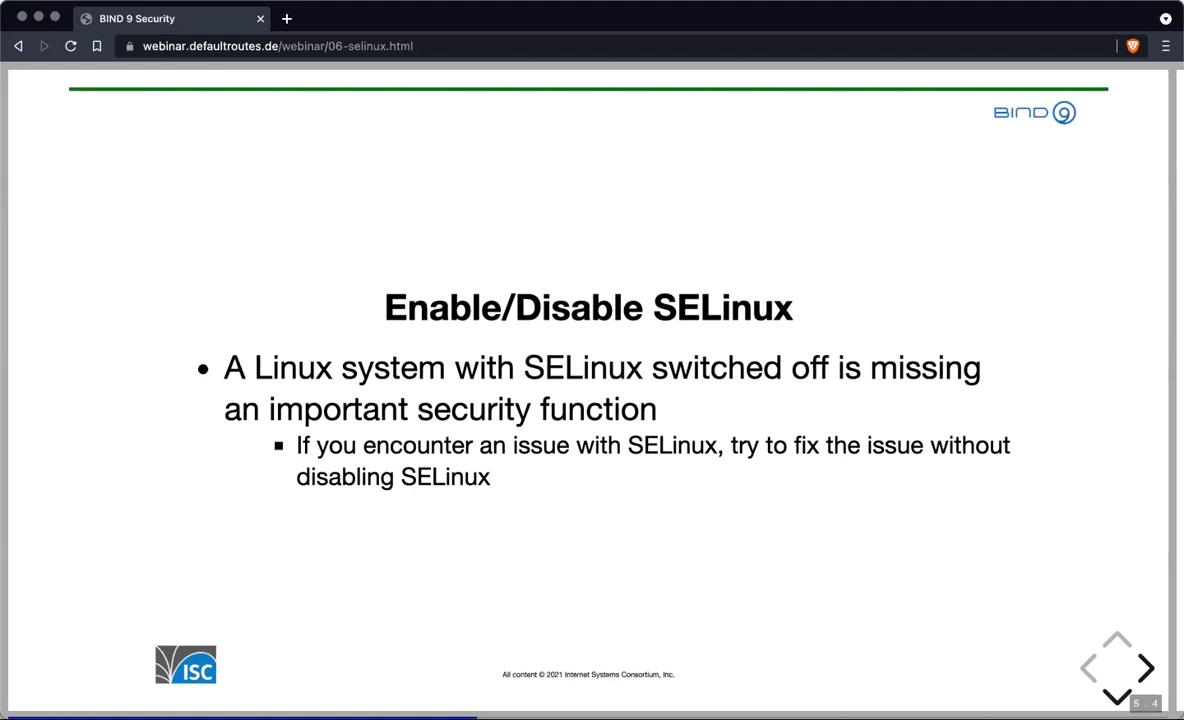 BIND 9 Security
webinar.defaultroutes.de/webinar/06-selinux.html
BIND 9
Enable/Disable SELinux
• A Linux system with SELinux switched off is missing
an important security function
▪ If you encounter an issue with SELinux, try to fix the issue without
disabling SELinux
ISC
All content © 2021 Internet Systems Consortium, Inc.
5 . 4